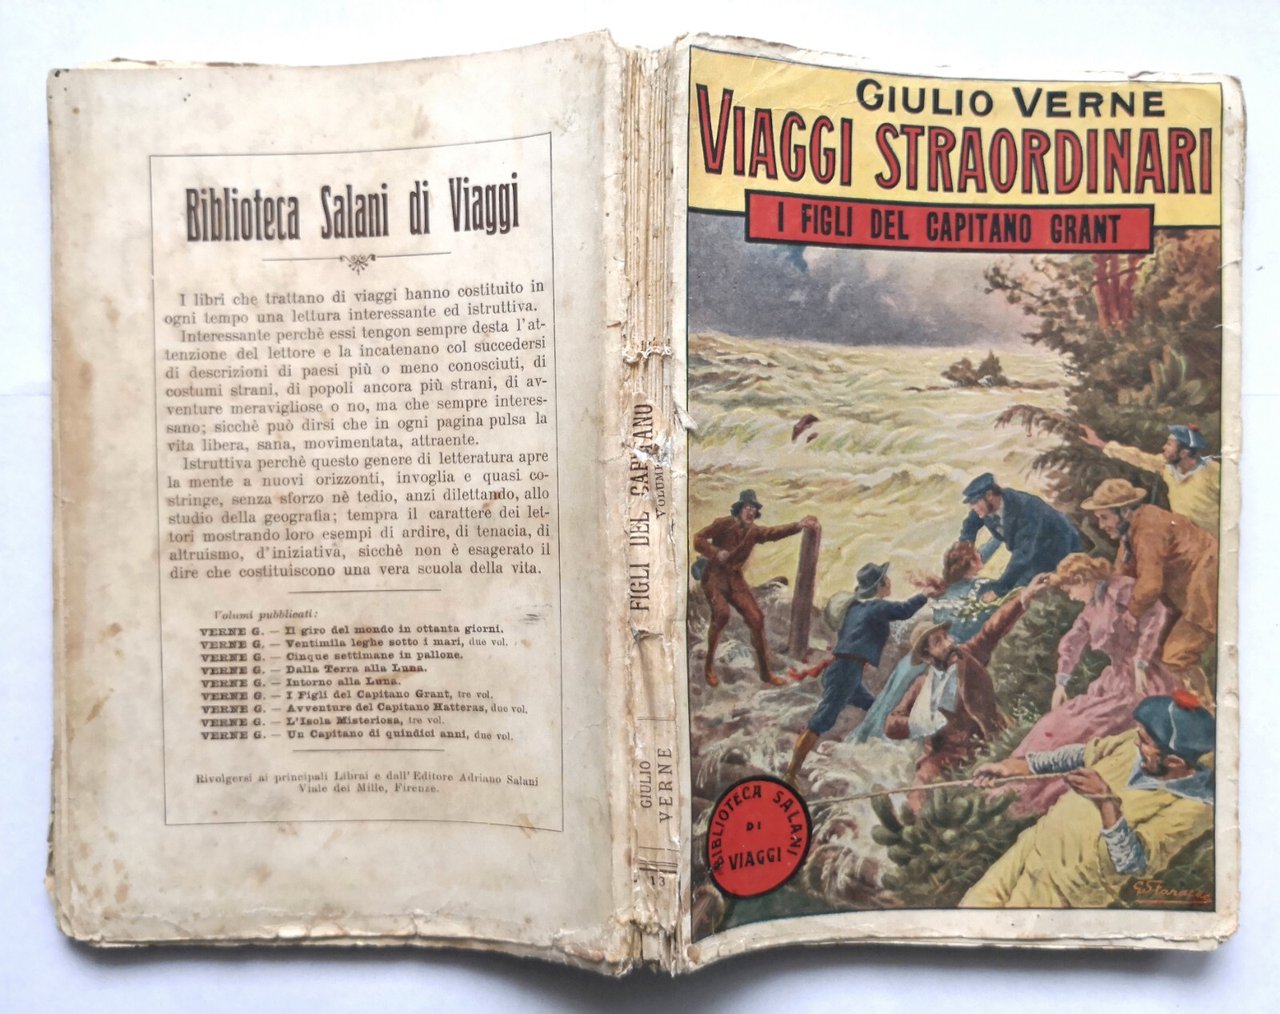 Biblioteca Salani di Viaggi
I libri che trattano di viaggi hanno costituito in
ogni tempo una lettura interessante ed istruttiva.
Interessante perchè essi tengon sempre desta l'at-
tenzione del lettore e la incatenano col succedersi
di descrizioni di paesi più o meno conosciuti, di
costumi strani, di popoli ancora più strani, di av-
venture meravigliose o no, ma che sempre interes-
sano; sicchè può dirsi che in ogni pagina pulsa la
vita libera, sana, movimentata, attraente.
Istruttiva perchè questo genere di letteratura apre
la mente a nuovi orizzonti, invoglia e quasi co-
stringe, senza sforzo nè tedio, anzi dilettando, allo
studio della geografia; tempra il carattere dei let-
tori mostrando loro esempi di ardire, di tenacia, di
altruismo, d'iniziativa, sicchè non è esagerato il
dire che costituiscono una vera scuola della vita.
Volumi pubblicati:
VERNE G. — Il giro del mondo in ottanta giorni.
VERNE G. — Ventimila leghe sotto i mari, due vol.
VERNE G. — Cinque settimane in pallone.
VERNE G. — Dalla Terra alla Luna.
VERNE G. — Intorno alla Luna.
VERNE G. — I Figli del Capitano Grant, tre vol.
VERNE G. — Avventure del Capitano Hatteras, due vol.
VERNE G. — L'Isola Misteriosa, tre vol.
VERNE G. — Un Capitano di quindici anni, due vol.
Rivolgersi ai principali Librai e dall'Editore Adriano Salani
Viale dei Mille, Firenze.
FIGLI DEL CAPITANO
VOLUME
GIULIO
VERNE
13
GIULIO VERNE
VIAGGI STRAORDINARI
I FIGLI DEL CAPITANO GRANT
BIBLIOTECA SALANI
DI
VIAGGI